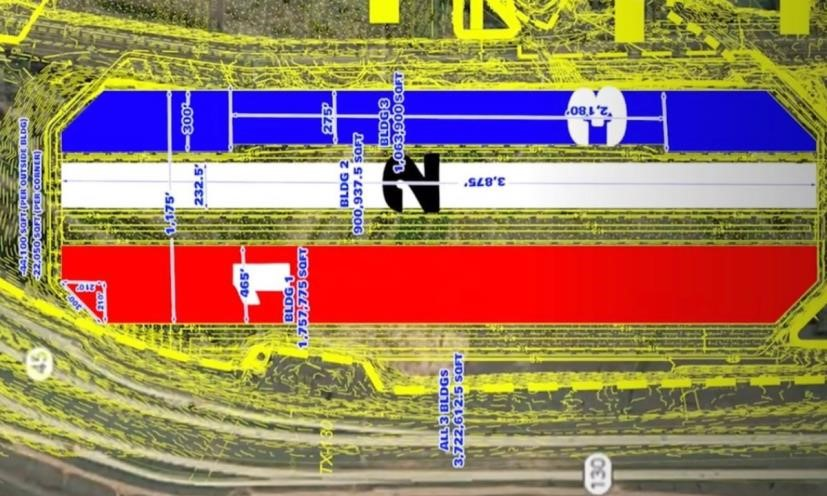 3
2,180'
300'
275'
BLDG 3
1,063,900 SQFT
2
3,875'
BLDG 2
900,937.5 SQFT
232.5'
1,175'
-44,100 SQFT (PER OUTSIDE BLDG)
-22,050 SQFT (PER CORNER)
1
465'
BLDG 1
1,757,775 SQFT
210'
210'
300'
ALL 3 BLDGS
3,722,612.5 SQFT
45
TX-130
130